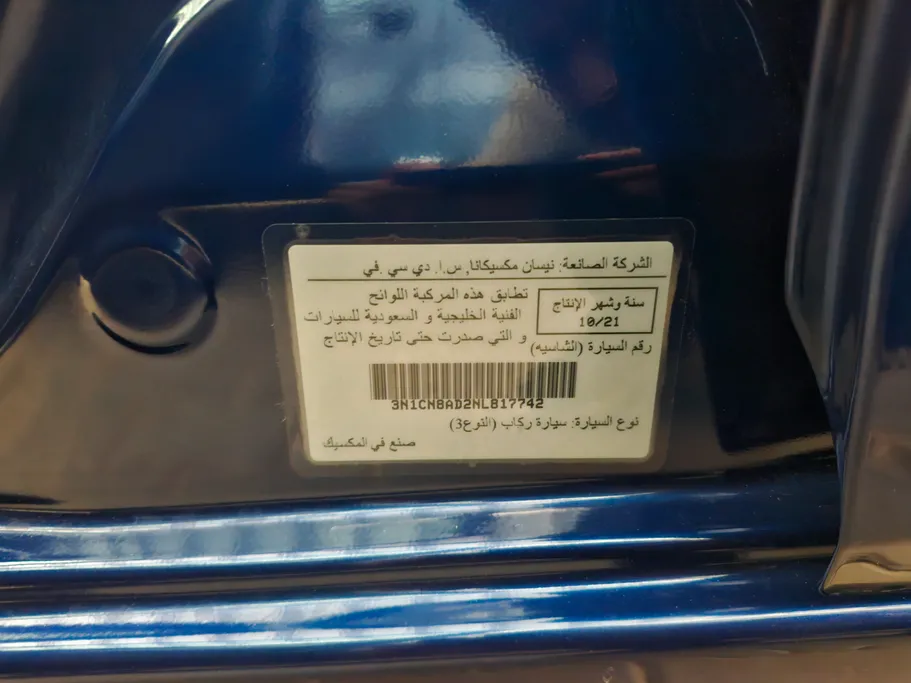 الشركة الصانعة: نيسان مكسيكانا, س.ا. دي سي .في
سنة وشهر الإنتاج
10/21
تطابق هذه المركبة اللوائح
الفنية الخليجية و السعودية للسيارات
و التي صدرت حتى تاريخ الإنتاج
رقم السيارة (الشاسيه)
3N1CN8AD2NL817742
نوع السيارة: سيارة ركاب (النوع3)
صنع في المكسيك